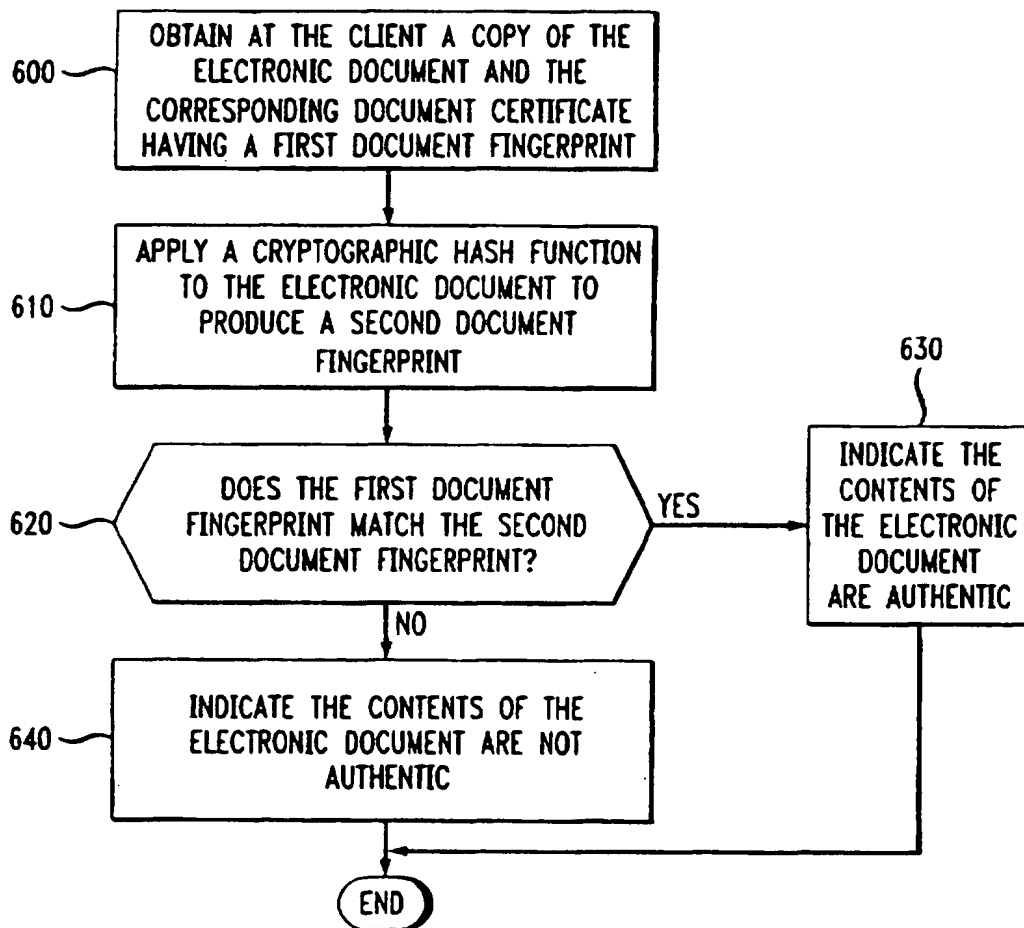 600
OBTAIN AT THE CLIENT A COPY OF THE
ELECTRONIC DOCUMENT AND THE
CORRESPONDING DOCUMENT CERTIFICATE
HAVING A FIRST DOCUMENT FINGERPRINT
610
APPLY A CRYPTOGRAPHIC HASH FUNCTION
TO THE ELECTRONIC DOCUMENT TO
PRODUCE A SECOND DOCUMENT
FINGERPRINT
620
DOES THE FIRST DOCUMENT
FINGERPRINT MATCH THE SECOND
DOCUMENT FINGERPRINT?
YES
630
INDICATE THE
CONTENTS OF
THE ELECTRONIC
DOCUMENT
ARE AUTHENTIC
NO
640
INDICATE THE CONTENTS OF THE
ELECTRONIC DOCUMENT ARE NOT
AUTHENTIC
END